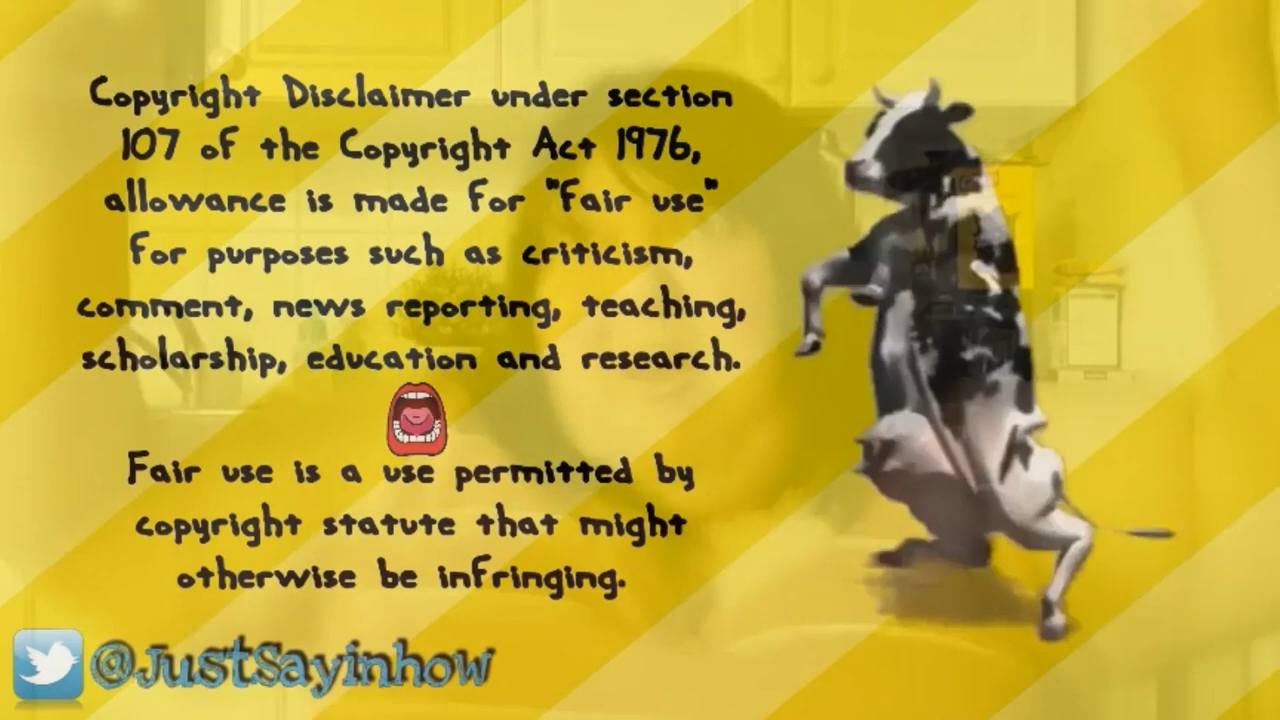 Copyright Disclaimer under section
107 of the Copyright Act 1976,
allowance is made for "Fair use"
for purposes such as criticism,
comment, news reporting, teaching,
scholarship, education and research.
Fair use is a use permitted by
copyright statute that might
otherwise be infringing.
@JustSayinhow